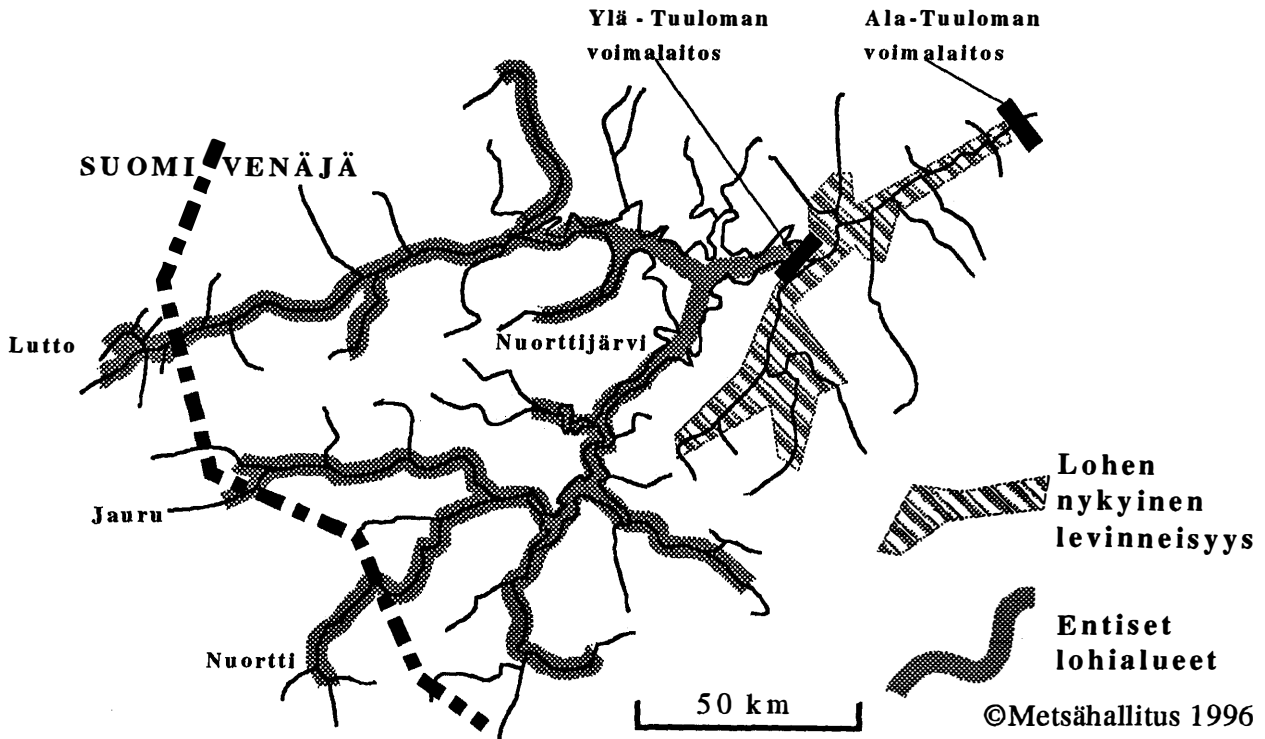 Ylä - Tuuloman
voimalaitos
Ala-Tuuloman
voimalaitos
SUOMI VENÄJÄ
Lutto
Nuorttijärvi
Jauru
Nuortti
Lohen
nykyinen
levinneisyys
Entiset
lohialueet
50 km
©Metsähallitus 1996